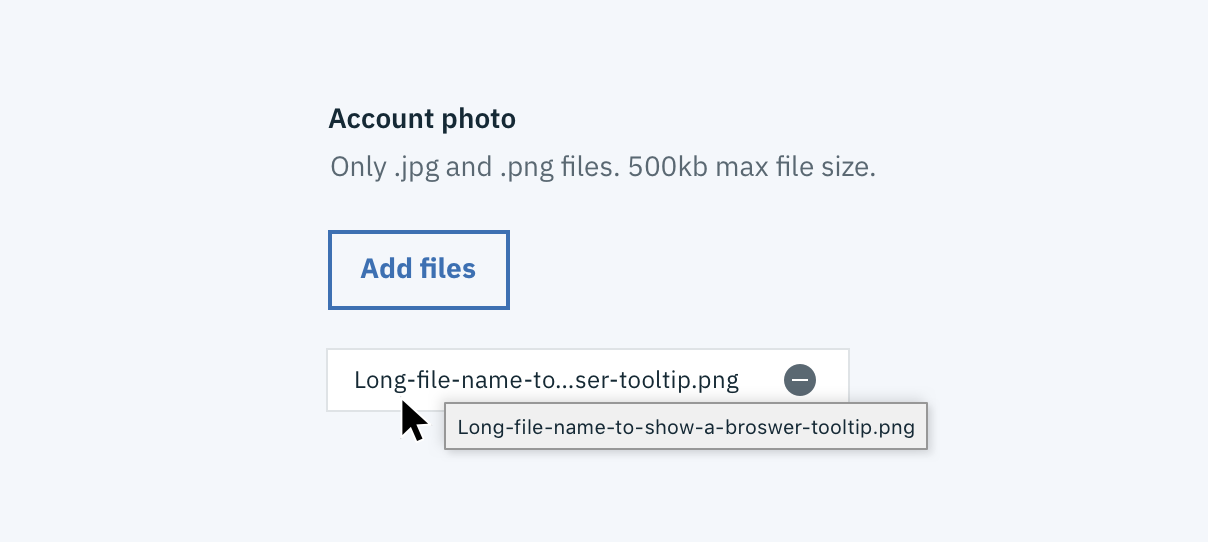 Account photo
Only .jpg and .png files. 500kb max file size.
Add files
Long-file-name-to...ser-tooltip.png
Long-file-name-to-show-a-broswer-tooltip.png